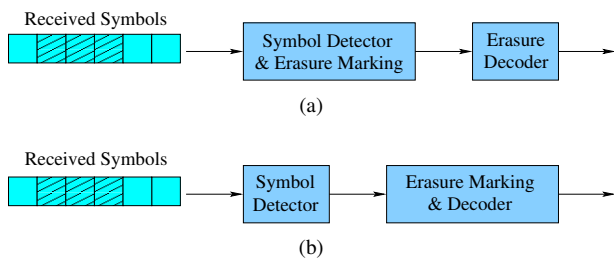 Received Symbols
Symbol Detector
& Erasure Marking
Erasure
Decoder
(a)
Received Symbols
Symbol
Detector
Erasure Marking
& Decoder
(b)